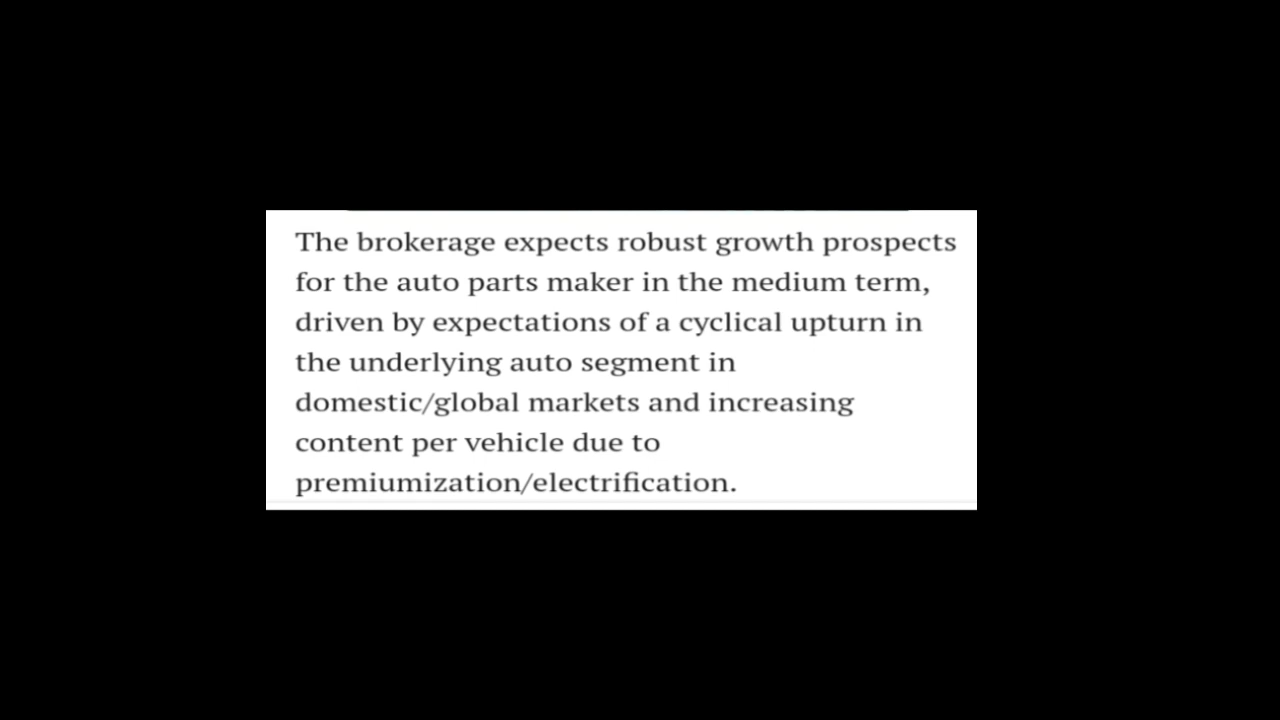 The brokerage expects robust growth prospects
for the auto parts maker in the medium term,
driven by expectations of a cyclical upturn in
the underlying auto segment in
domestic/global markets and increasing
content per vehicle due to
premiumization/electrification.